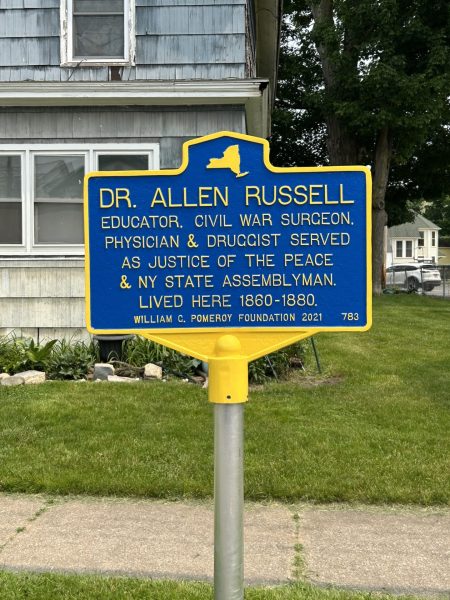 DR. ALLEN RUSSELL
EDUCATOR, CIVIL WAR SURGEON,
PHYSICIAN & DRUGGIST SERVED
AS JUSTICE OF THE PEACE
& NY STATE ASSEMBLYMAN.
LIVED HERE 1860-1880.
WILLIAM C. POMEROY FOUNDATION 2021 783